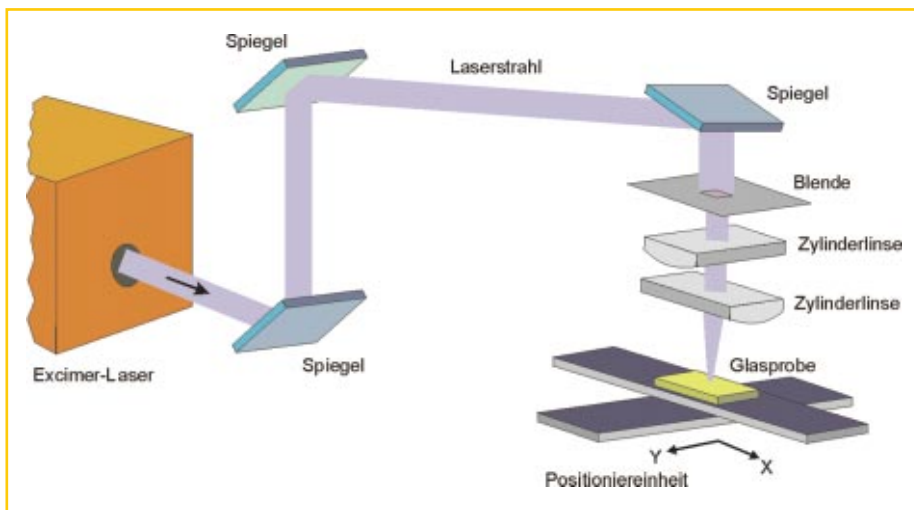 Spiegel
Laserstrahl
Spiegel
Blende
Zylinderlinse
Zylinderlinse
Excimer-Laser
Spiegel
Glasprobe
Y
X
Positioniereinheit